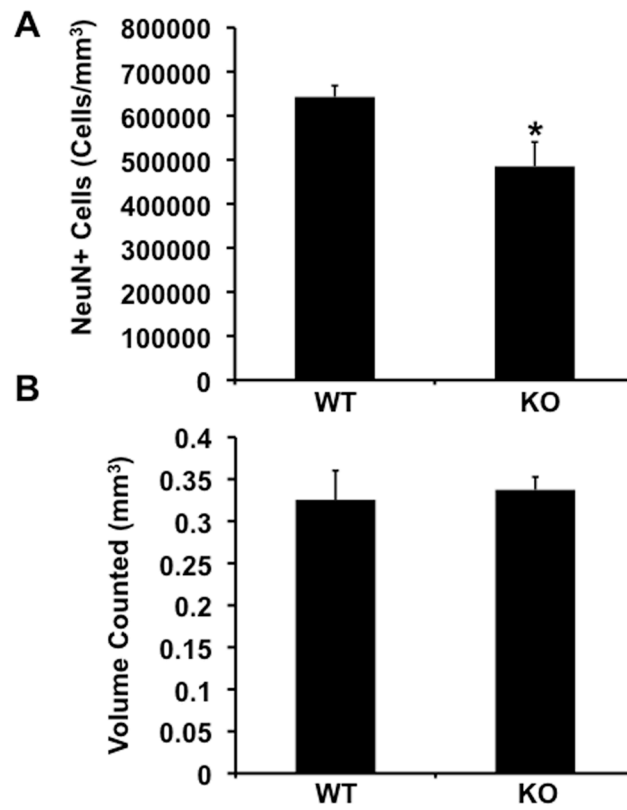 A
NeuN+ Cells (Cells/mm³)
800000
700000
600000
500000
400000
300000
200000
100000
0
*
WT
KO
B
Volume Counted (mm³)
0.4
0.35
0.3
0.25
0.2
0.15
0.1
0.05
0
WT
KO